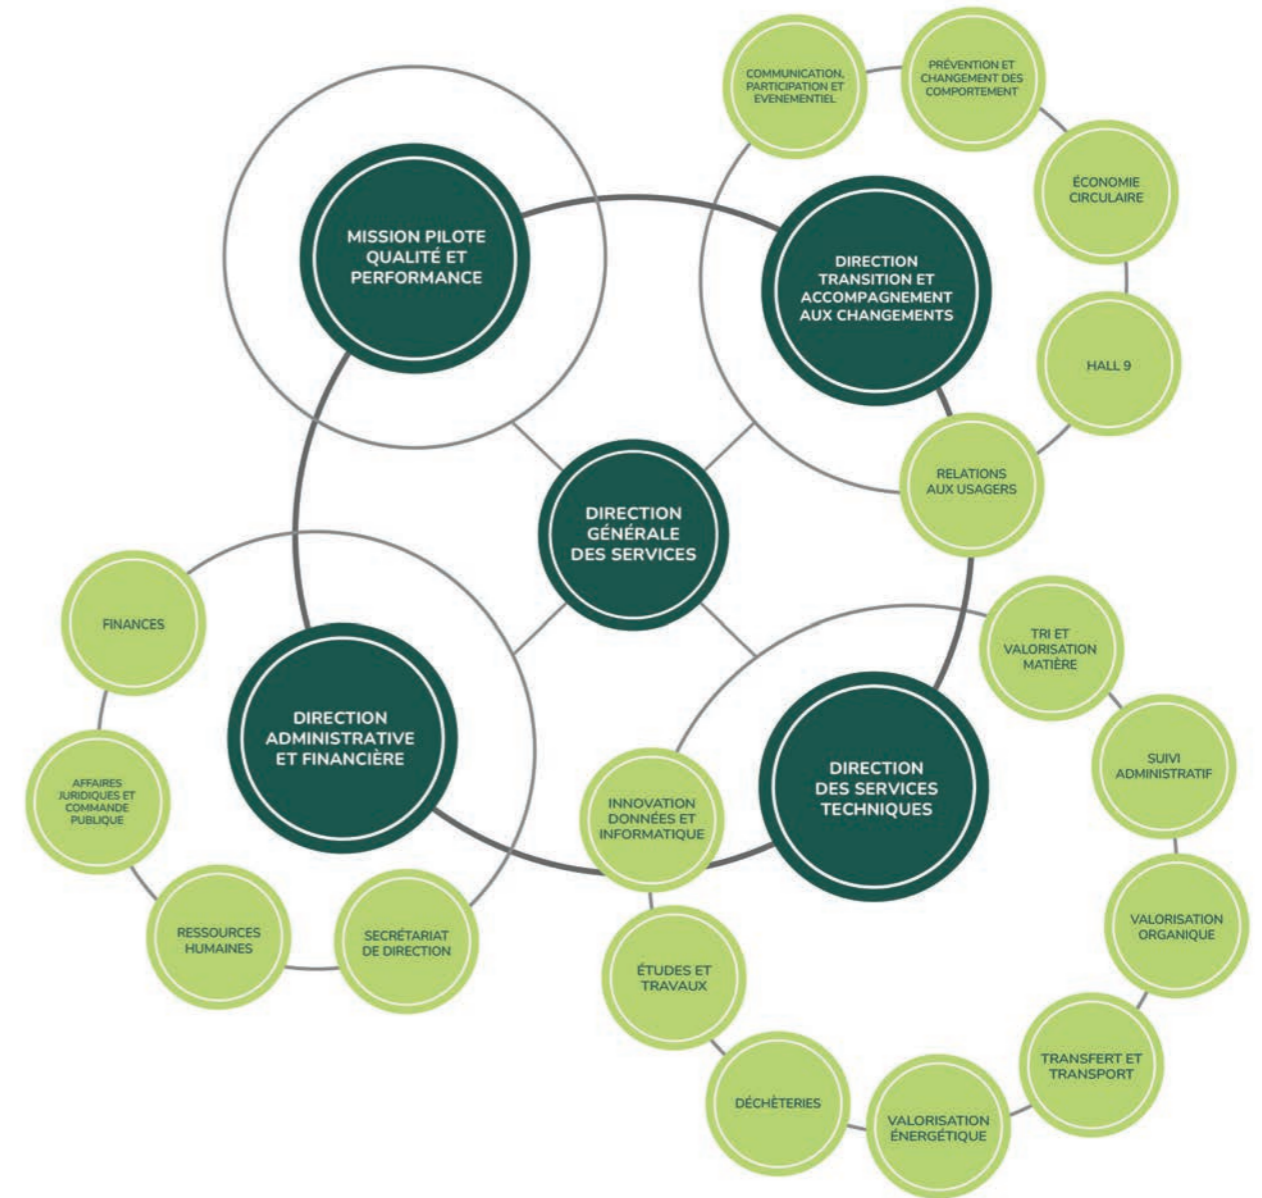 COMMUNICATION,
PARTICIPATION ET
EVENEMENTIEL
PRÉVENTION ET
CHANGEMENT DES
COMPORTEMENT
ÉCONOMIE
CIRCULAIRE
MISSION PILOTE
QUALITÉ ET
PERFORMANCE
DIRECTION
TRANSITION ET
ACCOMPAGNEMENT
AUX CHANGEMENTS
HALL 9
RELATIONS
AUX USAGERS
DIRECTION
GÉNÉRALE
DES SERVICES
FINANCES
TRI ET
VALORISATION
MATIÈRE
DIRECTION
ADMINISTRATIVE
ET FINANCIÈRE
SUIVI
ADMINISTRATIF
AFFAIRES
JURIDIQUES ET
COMMANDE
PUBLIQUE
INNOVATION
DONNÉES ET
INFORMATIQUE
DIRECTION
DES SERVICES
TECHNIQUES
RESSOURCES
HUMAINES
SECRÉTARIAT
DE DIRECTION
VALORISATION
ORGANIQUE
ÉTUDES ET
TRAVAUX
TRANSFERT ET
TRANSPORT
DÉCHÈTERIES
VALORISATION
ÉNERGÉTIQUE